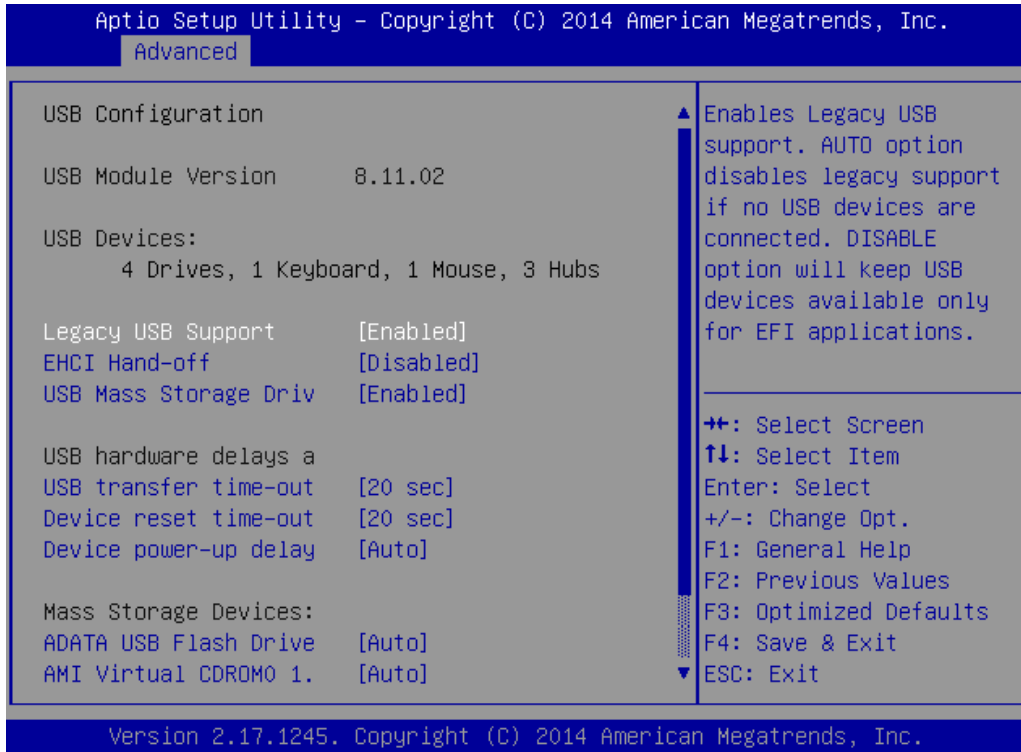 Aptio Setup Utility – Copyright (C) 2014 American Megatrends, Inc.
Advanced
USB Configuration
USB Module Version 8.11.02
USB Devices:
4 Drives, 1 Keyboard, 1 Mouse, 3 Hubs
Legacy USB Support [Enabled]
EHCI Hand-off [Disabled]
USB Mass Storage Driv [Enabled]
USB hardware delays a
USB transfer time-out [20 sec]
Device reset time-out [20 sec]
Device power-up delay [Auto]
Mass Storage Devices:
ADATA USB Flash Drive [Auto]
AMI Virtual CDROM0 1. [Auto]
Enables Legacy USB
support. AUTO option
disables legacy support
if no USB devices are
connected. DISABLE
option will keep USB
devices available only
for EFI applications.
→←: Select Screen
↑↓: Select Item
Enter: Select
+/-: Change Opt.
F1: General Help
F2: Previous Values
F3: Optimized Defaults
F4: Save & Exit
ESC: Exit
Version 2.17.1245. Copyright (C) 2014 American Megatrends, Inc.